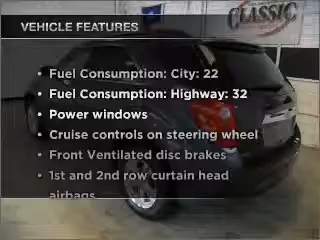 CLASSIC
VEHICLE FEATURES
• Fuel Consumption: City: 22
• Fuel Consumption: Highway: 32
• Power windows
• Cruise controls on steering wheel
• Front Ventilated disc brakes
• 1st and 2nd row curtain head
airbags